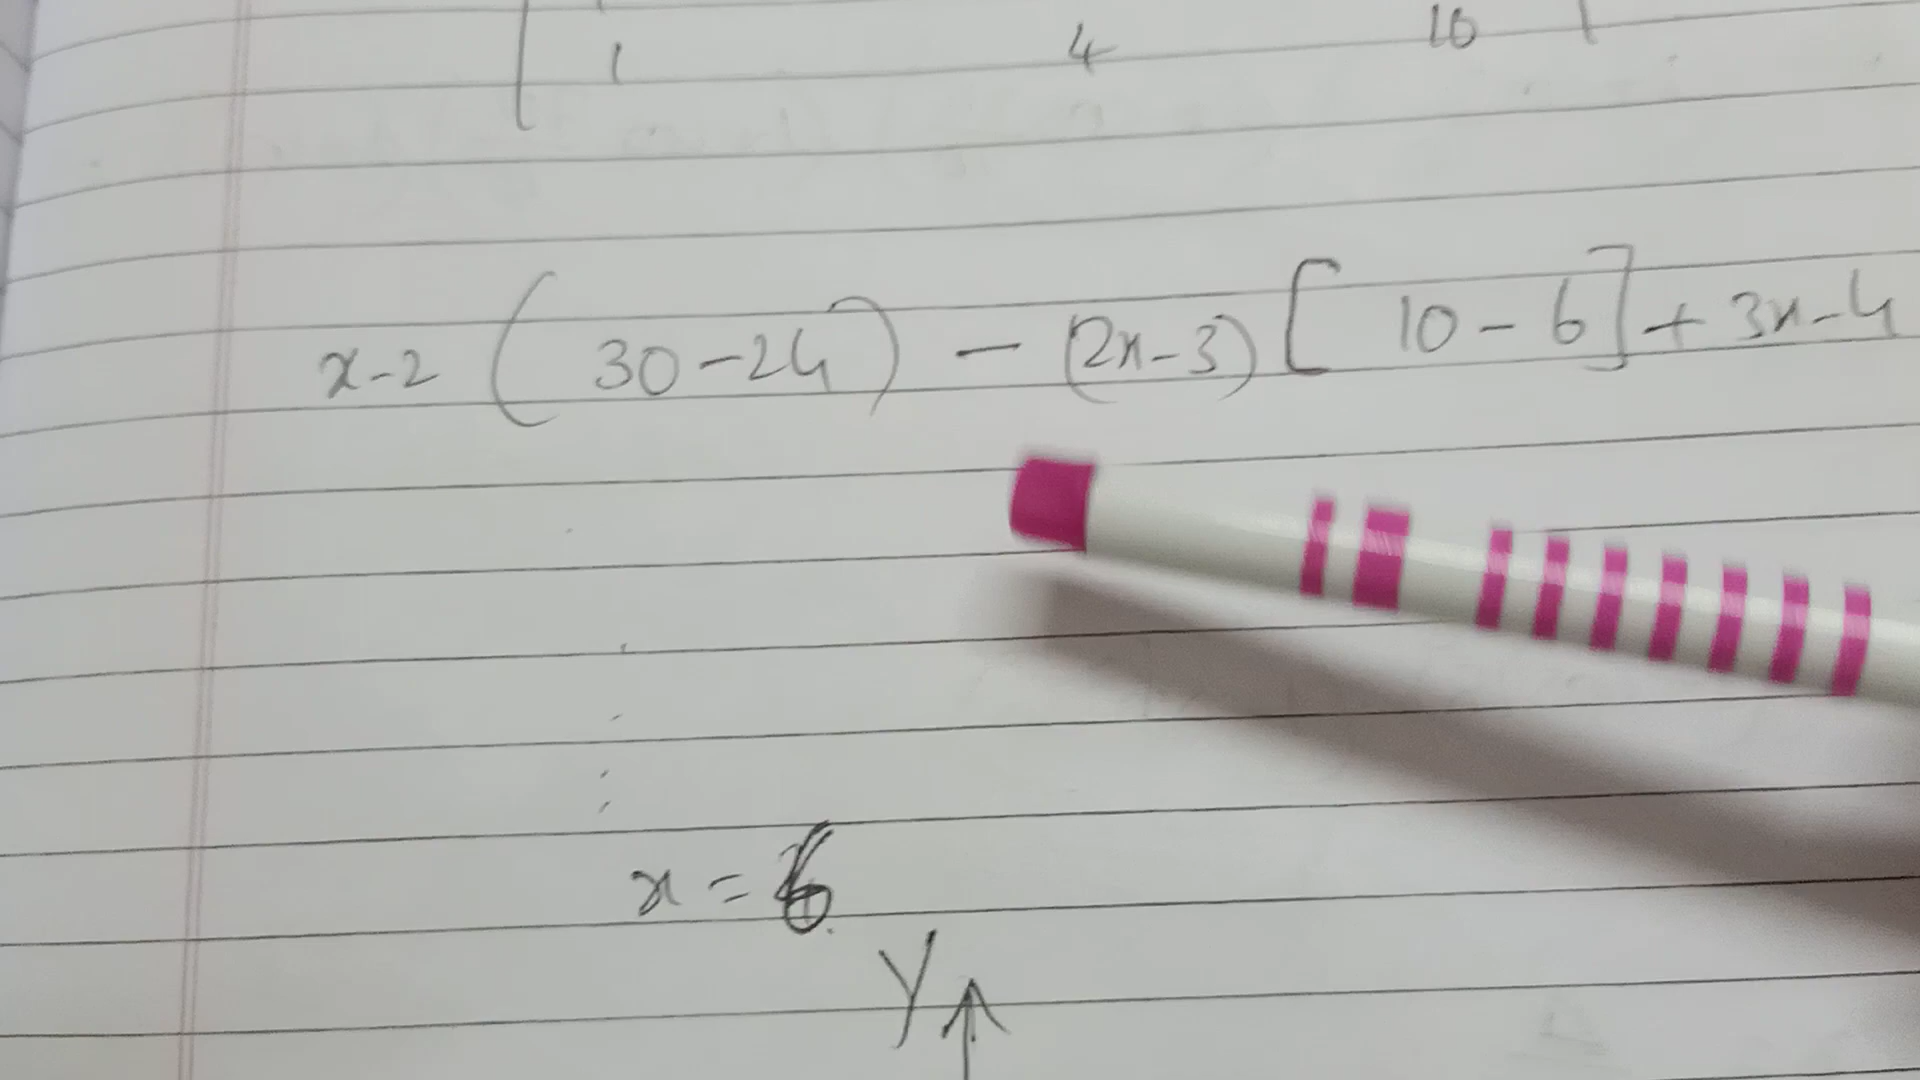 1 4 10
x-2 (30-24) - (2x-3) [10-6] + 3x-4
x = 6
Y